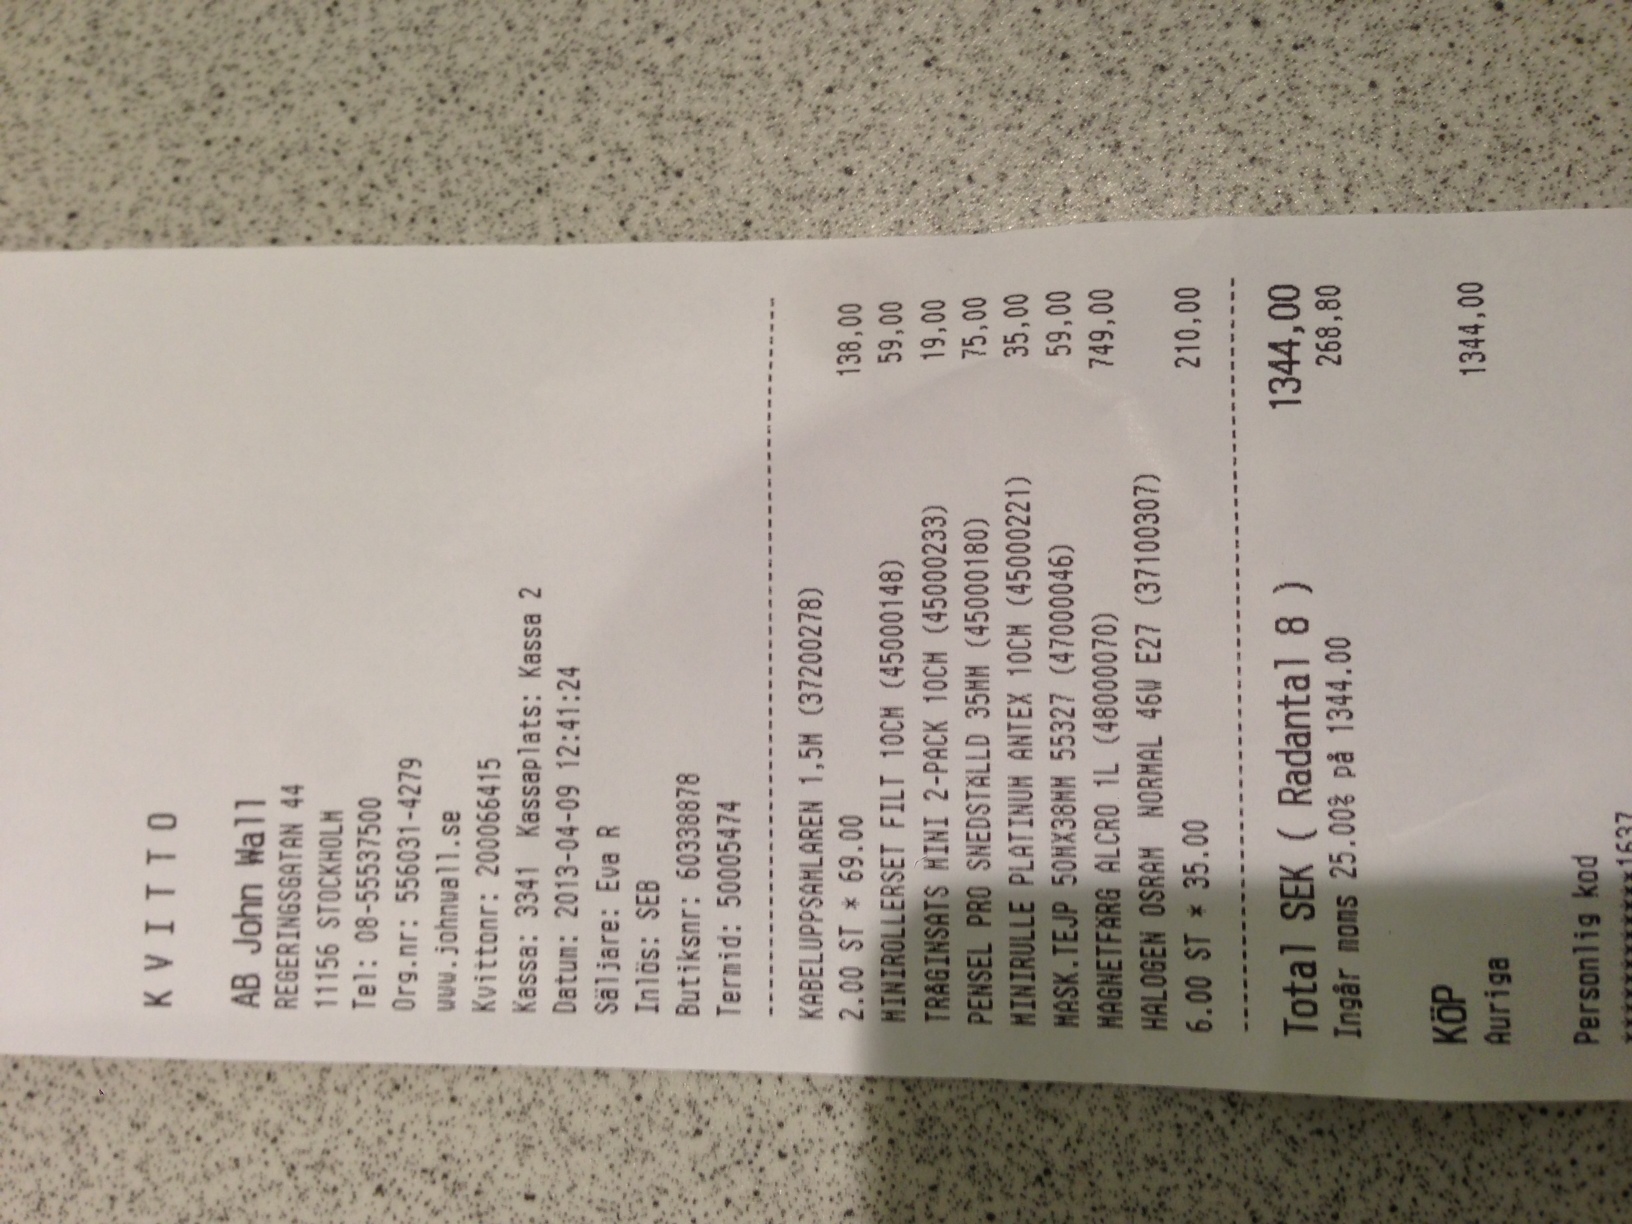 K V I T T O
AB John Wall
REGERINGSGATAN 44
11156 STOCKHOLM
Tel: 08-55537500
Org.nr: 556031-4279
www.johnwall.se
Kvittonr: 200066415
Kassa: 3341 Kassaplats: Kassa 2
Datum: 2013-04-09 12:41:24
Säljare: Eva R
Inlös: SEB
Butiksnr: 60338878
Termid: 50005474
KABELUPPSAMLAREN 1,5M (37200278)
2.00 ST * 69.00 138,00
MINIROLLERSET FILT 10CM (45000148) 59,00
TRÅGINSATS MINI 2-PACK 10CM (45000233) 19,00
PENSEL PRO SNEDSTÄLLD 35MM (45000180) 75,00
MINIRULLE PLATINUM ANTEX 10CM (45000221) 35,00
MASK.TEJP 50MX38MM 55327 (47000046) 59,00
MAGNETFÄRG ALCRO 1L (48000070) 749,00
HALOGEN OSRAM NORMAL 46W E27 (37100307)
6.00 ST * 35.00 210,00
Total SEK ( Radantal 8 ) 1344,00
Ingår moms 25.00% på 1344.00 268,80
KÖP
Auriga 1344,00
Personlig kod
************1637